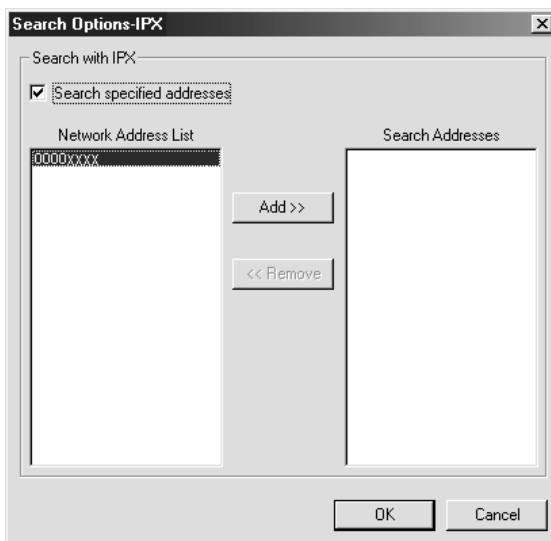 Search Options-IPX
Search with IPX
Search specified addresses
Network Address List
Search Addresses
0000xxxx
Add >>
<< Remove
OK
Cancel